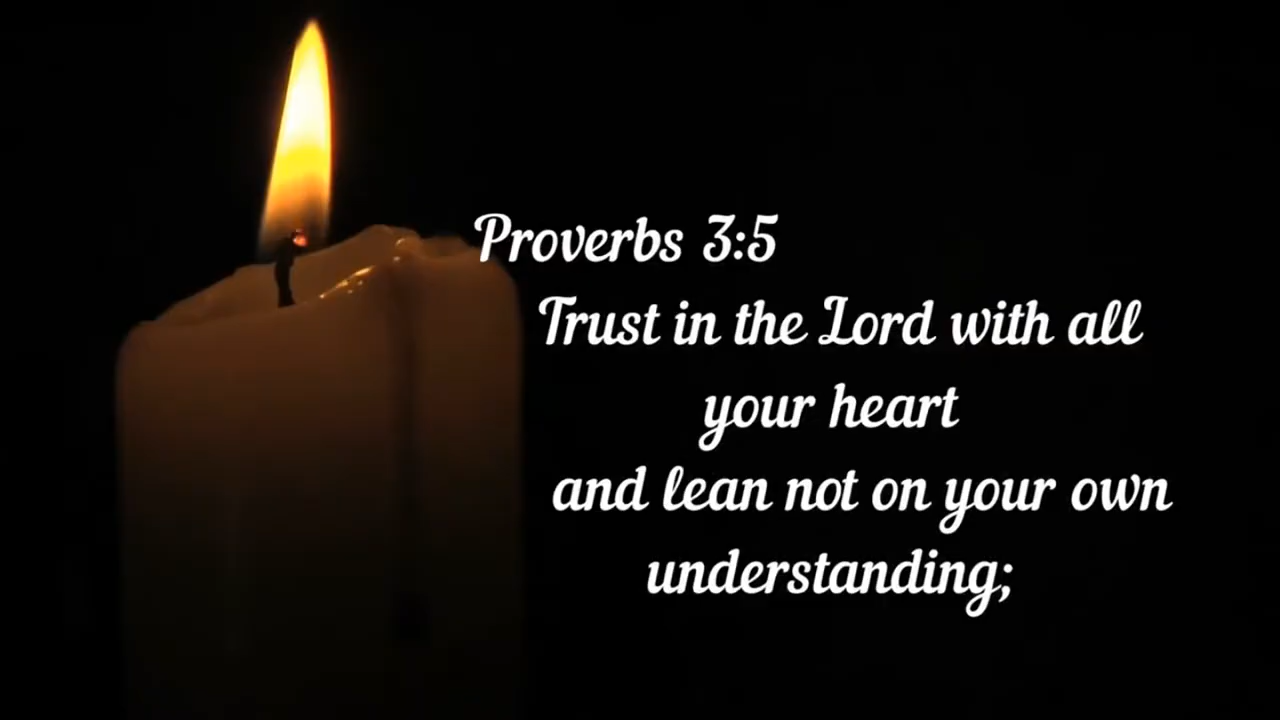 Proverbs 3:5
Trust in the Lord with all
your heart
and lean not on your own
understanding;